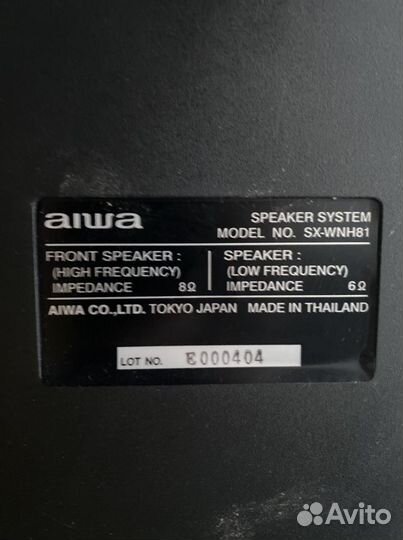 aiwa
SPEAKER SYSTEM
MODEL NO. SX-WNH81
FRONT SPEAKER :
(HIGH FREQUENCY)
IMPEDANCE 8Ω
SPEAKER :
(LOW FREQUENCY)
IMPEDANCE 6Ω
AIWA CO.,LTD. TOKYO JAPAN MADE IN THAILAND
LOT NO. E000404
Avito